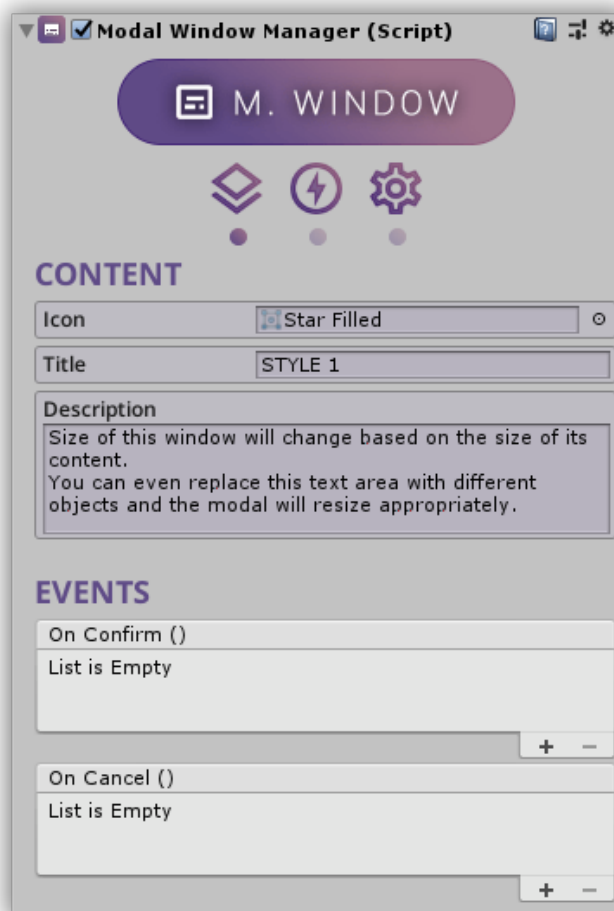 Modal Window Manager (Script)
M. WINDOW
CONTENT
Icon Star Filled
Title STYLE 1
Description
Size of this window will change based on the size of its
content.
You can even replace this text area with different
objects and the modal will resize appropriately.
EVENTS
On Confirm ()
List is Empty
+ −
On Cancel ()
List is Empty
+ −